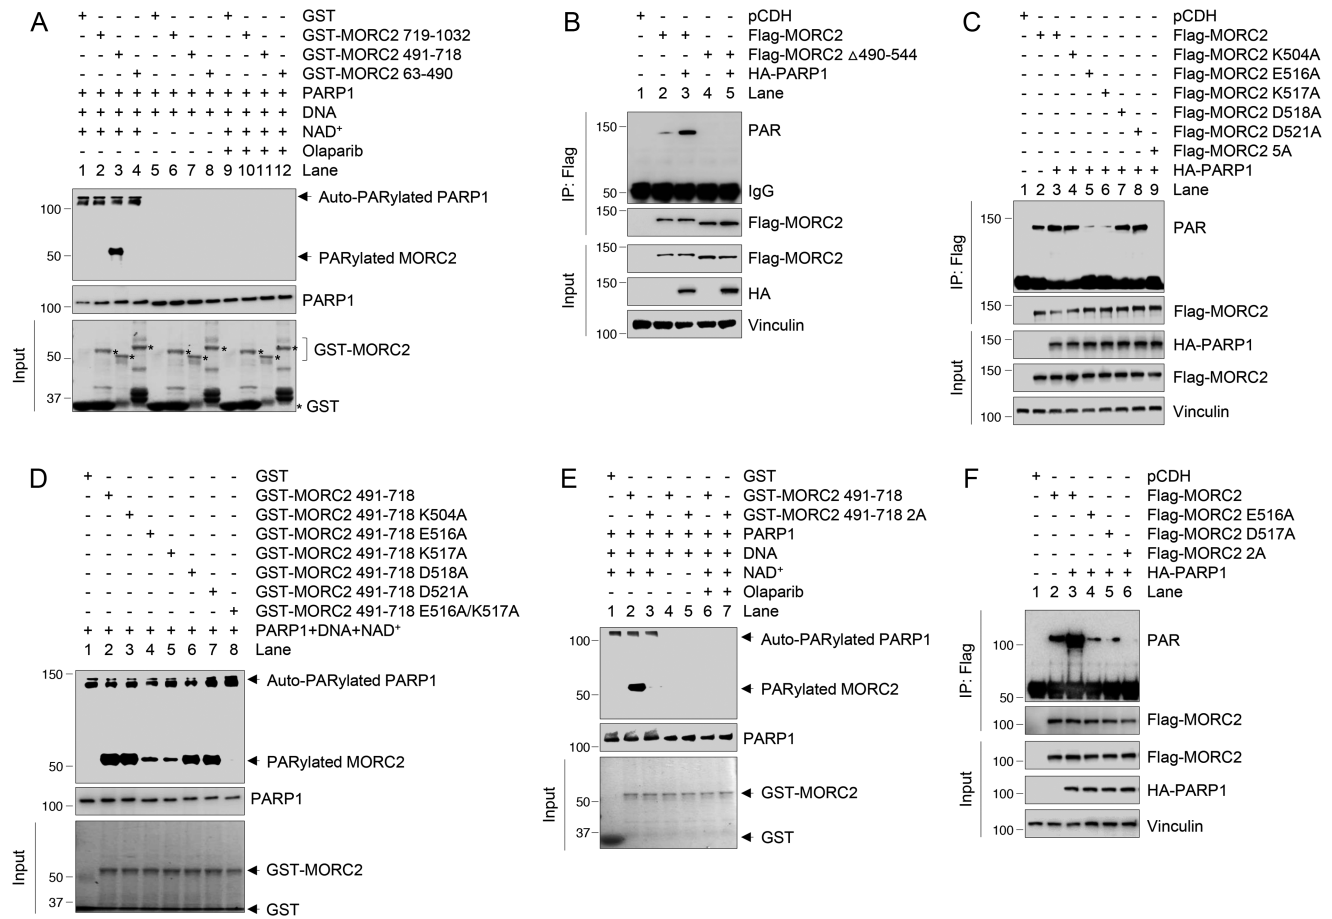 A
+ - - - + - - - + - - - GST
- + - - - + - - - + - - GST-MORC2 719-1032
- - + - - - + - - - + - GST-MORC2 491-718
- - - + - - - + - - - + GST-MORC2 63-490
+ + + + + + + + + + + + PARP1
+ + + + + + + + + + + + DNA
+ + + + - - - - + + + + NAD+
- - - - - - - - + + + + Olaparib
1 2 3 4 5 6 7 8 9 10 11 12 Lane
100 Auto-PARylated PARP1
50 PARylated MORC2
100 PARP1
Input
50 GST-MORC2
37
* GST
B
+ - - - - pCDH
- + + - - Flag-MORC2
- - - + + Flag-MORC2 Δ490-544
- - + - + HA-PARP1
1 2 3 4 5 Lane
IP: Flag
150 PAR
50 IgG
150 Flag-MORC2
Input
150 Flag-MORC2
150 HA
100 Vinculin
C
+ - - - - - - - - pCDH
- + + - - - - - - Flag-MORC2
- - - + - - - - - Flag-MORC2 K504A
- - - - + - - - - Flag-MORC2 E516A
- - - - - + - - - Flag-MORC2 K517A
- - - - - - + - - Flag-MORC2 D518A
- - - - - - - + - Flag-MORC2 D521A
- - - - - - - - + Flag-MORC2 5A
- - + + + + + + + HA-PARP1
1 2 3 4 5 6 7 8 9 Lane
IP: Flag
150 PAR
150 Flag-MORC2
Input
150 HA-PARP1
150 Flag-MORC2
100 Vinculin
D
+ - - - - - - - GST
- + - - - - - - GST-MORC2 491-718
- - + - - - - - GST-MORC2 491-718 K504A
- - - + - - - - GST-MORC2 491-718 E516A
- - - - + - - - GST-MORC2 491-718 K517A
- - - - - + - - GST-MORC2 491-718 D518A
- - - - - - + - GST-MORC2 491-718 D521A
- - - - - - - + GST-MORC2 491-718 E516A/K517A
+ + + + + + + + PARP1+DNA+NAD+
1 2 3 4 5 6 7 8 Lane
150 Auto-PARylated PARP1
50 PARylated MORC2
100 PARP1
Input
50 GST-MORC2
37
GST
E
+ - - - - - - GST
- + - + - + - GST-MORC2 491-718
- - + - + - + GST-MORC2 491-718 2A
+ + + + + + + PARP1
+ + + + + + + DNA
+ + + - - + + NAD+
- - - - - + + Olaparib
1 2 3 4 5 6 7 Lane
100 Auto-PARylated PARP1
50 PARylated MORC2
100 PARP1
Input
50 GST-MORC2
37 GST
F
+ - - - - - pCDH
- + + - - - Flag-MORC2
- - - + - - Flag-MORC2 E516A
- - - - + - Flag-MORC2 D517A
- - - - - + Flag-MORC2 2A
- - + + + + HA-PARP1
1 2 3 4 5 6 Lane
IP: Flag
100 PAR
50
100 Flag-MORC2
Input
100 Flag-MORC2
100 HA-PARP1
100 Vinculin